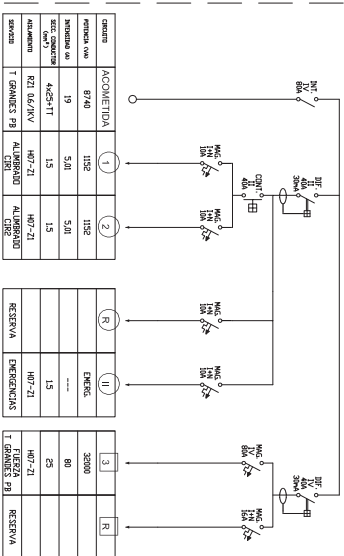 INT.
IV
80A
DIF.
II
40A
30mA
DIF.
IV
40A
30mA
CONT.
II
40A
MAG.
I+N
10A
MAG.
I+N
10A
MAG.
I+N
10A
MAG.
I+N
10A
MAG.
IV
80A
MAG.
I+N
16A
CIRCUITO ACOMETIDA 1 2 R II 3 R
POTENCIA (VA) 8740 1152 1152 EMERG. 32000
INTENSIDAD (A) 19 5,01 5,01 --- 80
SECC. CONDUCTOR (mm²) 4x25+TT 1.5 1.5 1.5 25
AISLAMIENTO RZ1 0.6/1KV H07-Z1 H07-Z1 H07-Z1 H07-Z1
SERVICIO T GRANDES PB ALUMBRADO CIR1 ALUMBRADO CIR2 RESERVA EMERGENCIAS FUERZA T GRANDES PB RESERVA